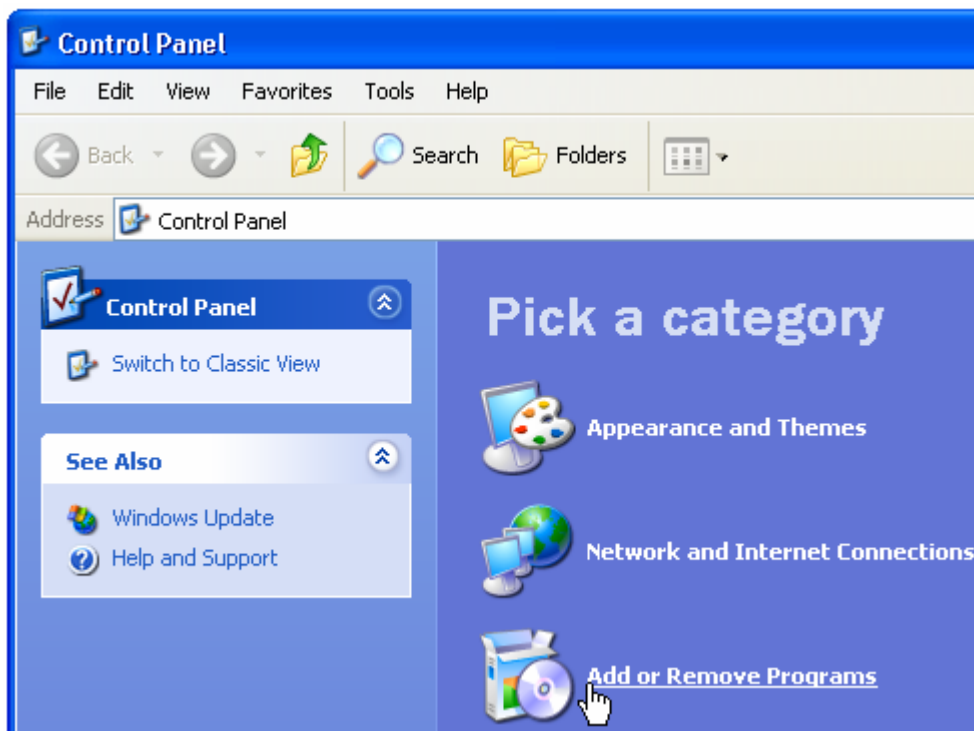 Control Panel
File Edit View Favorites Tools Help
Back Search Folders
Address Control Panel
Control Panel
Switch to Classic View
See Also
Windows Update
Help and Support
Pick a category
Appearance and Themes
Network and Internet Connections
Add or Remove Programs